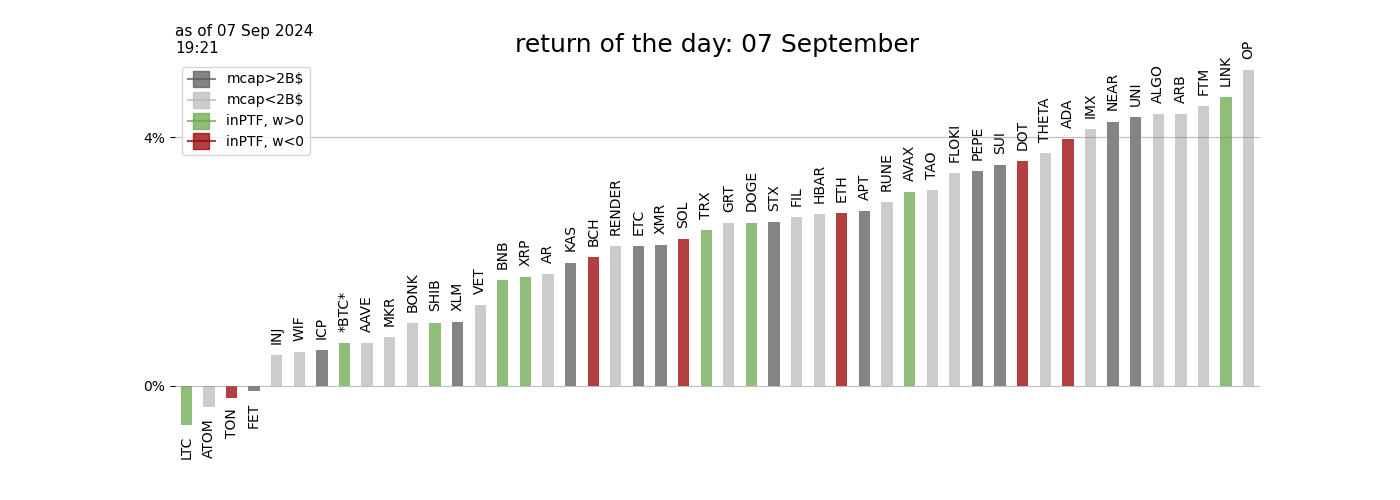 as of 07 Sep 2024
19:21
return of the day: 07 September
mcap>2B$
mcap<2B$
inPTF, w>0
inPTF, w<0
4%
0%
LTC
ATOM
TON
FET
INJ
WIF
ICP
*BTC*
AAVE
MKR
BONK
SHIB
XLM
VET
BNB
XRP
AR
KAS
BCH
RENDER
ETC
XMR
SOL
TRX
GRT
DOGE
STX
FIL
HBAR
ETH
APT
RUNE
AVAX
TAO
FLOKI
PEPE
SUI
DOT
THETA
ADA
IMX
NEAR
UNI
ALGO
ARB
FTM
LINK
OP